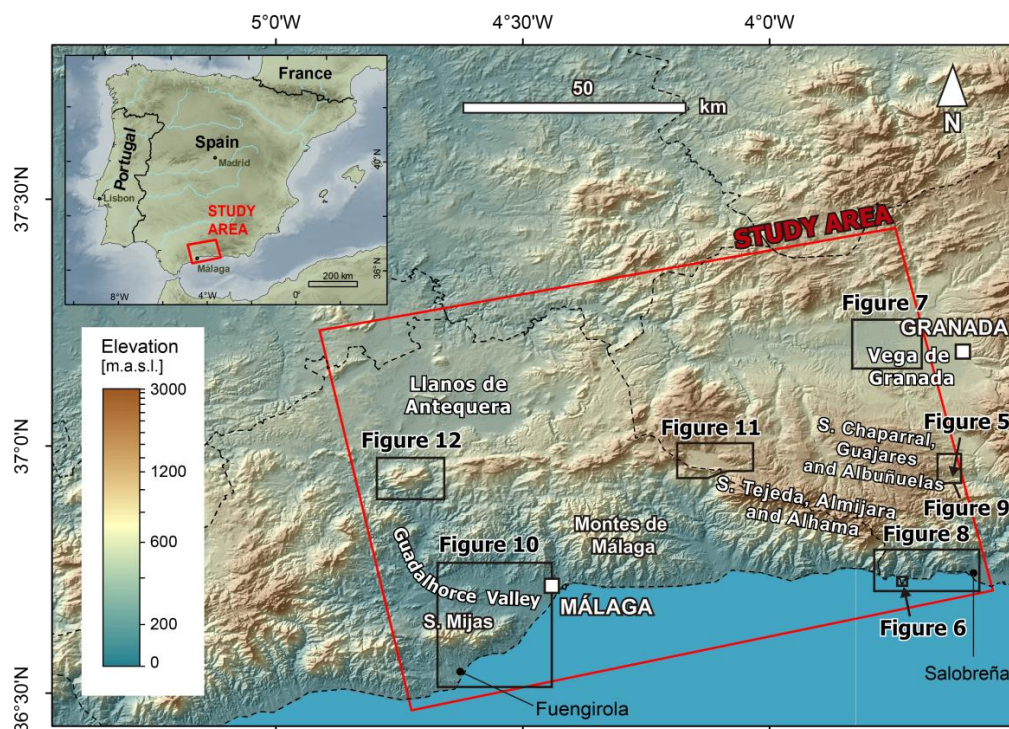 5°0'W
4°30'W
4°0'W
France
Portugal
Spain
Madrid
Lisbon
STUDY
AREA
Málaga
200 km
8°W
4°W
0°
40°N
38°N
50
km
N
37°30'N
37°0'N
36°30'N
STUDY AREA
Elevation
[m.a.s.l.]
3000
1200
600
200
0
Figure 7
GRANADA
Vega de
Granada
Llanos de
Antequera
Figure 12
Figure 11
S. Chaparral,
Guajares
and Albuñuelas
Figure 5
S. Tejeda, Almijara
and Alhama
Figure 9
Montes de
Málaga
Figure 8
Figure 10
Guadalhorce Valley
MÁLAGA
S. Mijas
Figure 6
Salobreña
Fuengirola